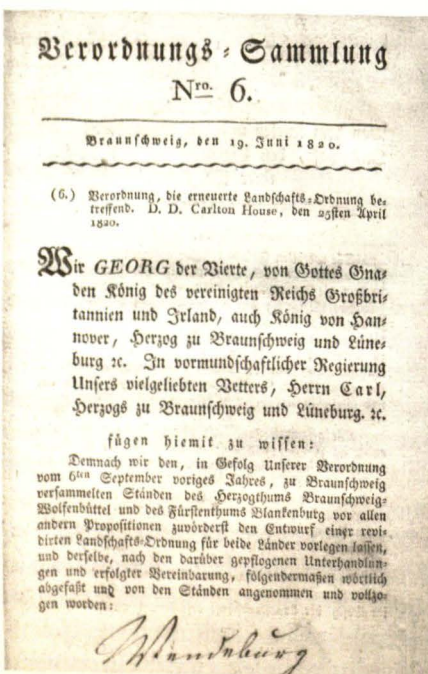 Verordnungs-Sammlung
Nro. 6.
Braunschweig, den 19. Juni 1820.
(6.) Verordnung, die erneuerte Landschafts-Ordnung be-
treffend. D. D. Carlton House, den 25sten April
1820.
Wir GEORG der Vierte, von Gottes Gna-
den König des vereinigten Reichs Großbri-
tannien und Irland, auch König von Han-
nover, Herzog zu Braunschweig und Lüne-
burg ꝛc. In vormundschaftlicher Regierung
Unsers vielgeliebten Vetters, Herrn Carl,
Herzogs zu Braunschweig und Lüneburg. ꝛc.
fügen hiemit zu wissen:
Demnach wir den, in Gefolg Unserer Verordnung
vom 6ten September voriges Jahres, zu Braunschweig
versammelten Ständen des Herzogthums Braunschweig-
Wolfenbüttel und des Fürstenthums Blankenburg vor allen
andern Propositionen zuvörderst den Entwurf einer revi-
dirten Landschafts-Ordnung für beide Länder vorlegen lassen,
und derselbe, nach den darüber gepflogenen Unterhandlun-
gen und erfolgter Vereinbarung, folgendermaßen wörtlich
abgefaßt und von den Ständen angenommen und vollzo-
gen worden:
Wendeburg